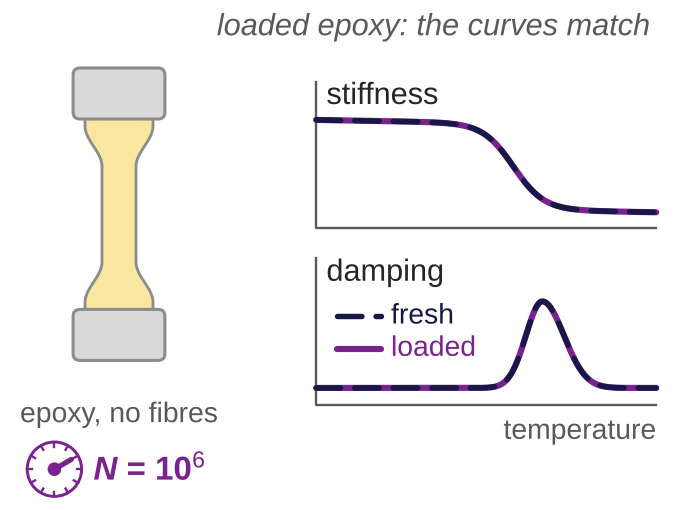 loaded epoxy: the curves match
stiffness
damping
fresh
loaded
temperature
epoxy, no fibres
N = 10⁶